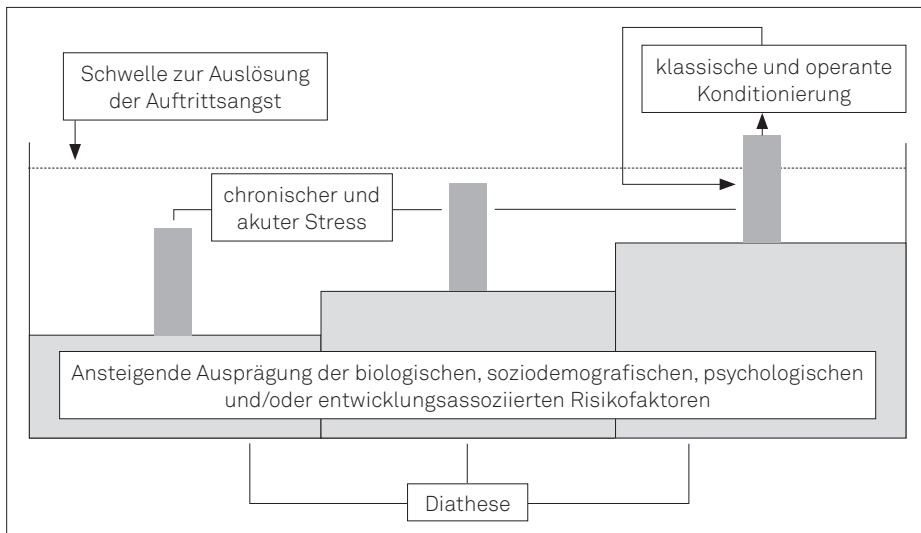 Schwelle zur Auslösung
der Auftrittsangst
klassische und operante
Konditionierung
chronischer und
akuter Stress
Ansteigende Ausprägung der biologischen, soziodemografischen, psychologischen
und/oder entwicklungsassoziierten Risikofaktoren
Diathese